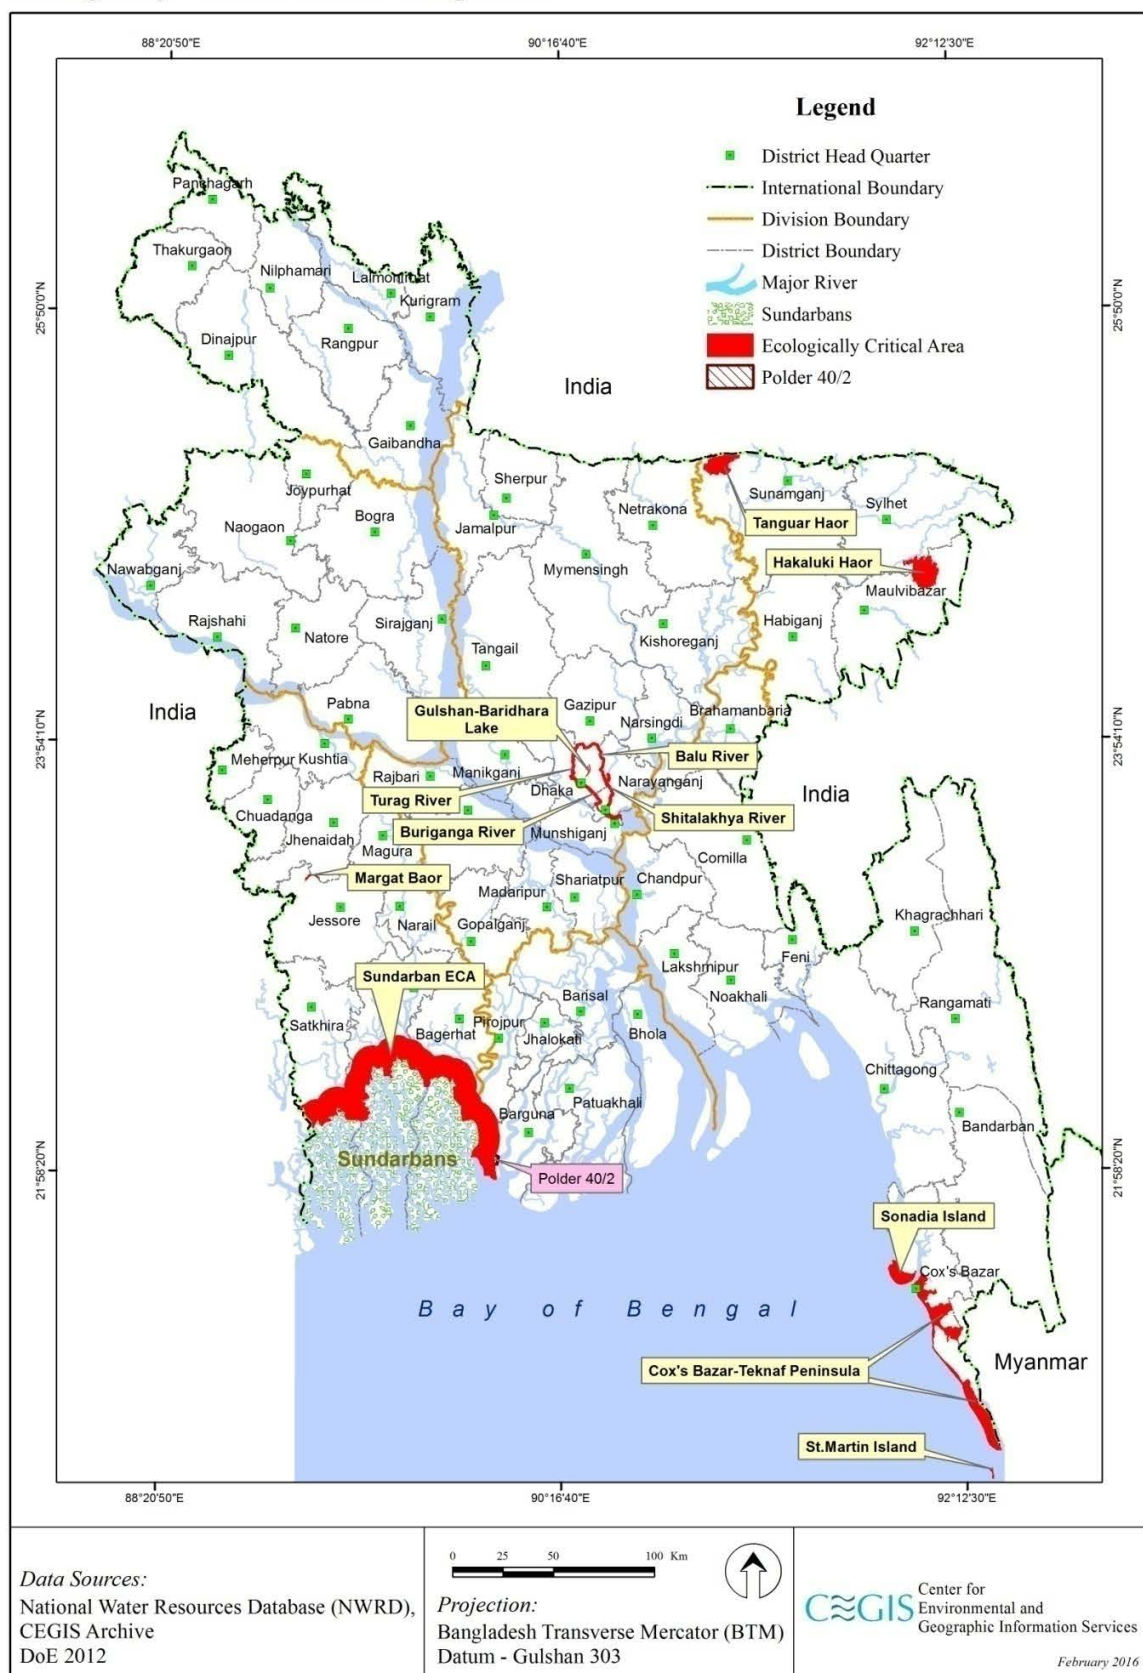 88°20'50"E
90°16'40"E
92°12'30"E
Legend
District Head Quarter
International Boundary
Division Boundary
District Boundary
Major River
Sundarbans
Ecologically Critical Area
Polder 40/2
25°50'0"N
25°50'0"N
Panchagarh
Thakurgaon
Nilphamari
Lalmonirhat
Kurigram
Dinajpur
Rangpur
India
Gaibandha
Joypurhat
Sherpur
Sunamganj
Sylhet
Naogaon
Bogra
Jamalpur
Netrakona
Tanguar Haor
Hakaluki Haor
Nawabganj
Mymensingh
Maulvibazar
Rajshahi
Natore
Sirajganj
Tangail
Kishoreganj
Habiganj
India
Pabna
Gulshan-Baridhara
Lake
Gazipur
Narsingdi
Brahamanbaria
23°54'10"N
23°54'10"N
Meherpur
Kushtia
Rajbari
Manikganj
Balu River
Dhaka
Narayanganj
India
Chuadanga
Turag River
Jhenaidah
Buriganga River
Munshiganj
Shitalakhya River
Magura
Comilla
Margat Baor
Madaripur
Shariatpur
Chandpur
Jessore
Narail
Gopalganj
Khagrachhari
Feni
Sundarban ECA
Lakshmipur
Noakhali
Satkhira
Bagerhat
Pirojpur
Jhalokati
Barisal
Bhola
Rangamati
Chittagong
Barguna
Patuakhali
Bandarban
Sundarbans
Polder 40/2
21°58'20"N
21°58'20"N
Sonadia Island
Cox's Bazar
Bay of Bengal
Cox's Bazar-Teknaf Peninsula
Myanmar
St.Martin Island
88°20'50"E
90°16'40"E
92°12'30"E
Data Sources:
National Water Resources Database (NWRD),
CEGIS Archive
DoE 2012
0 25 50 100 Km
Projection:
Bangladesh Transverse Mercator (BTM)
Datum - Gulshan 303
CEGIS
Center for
Environmental and
Geographic Information Services
February 2016